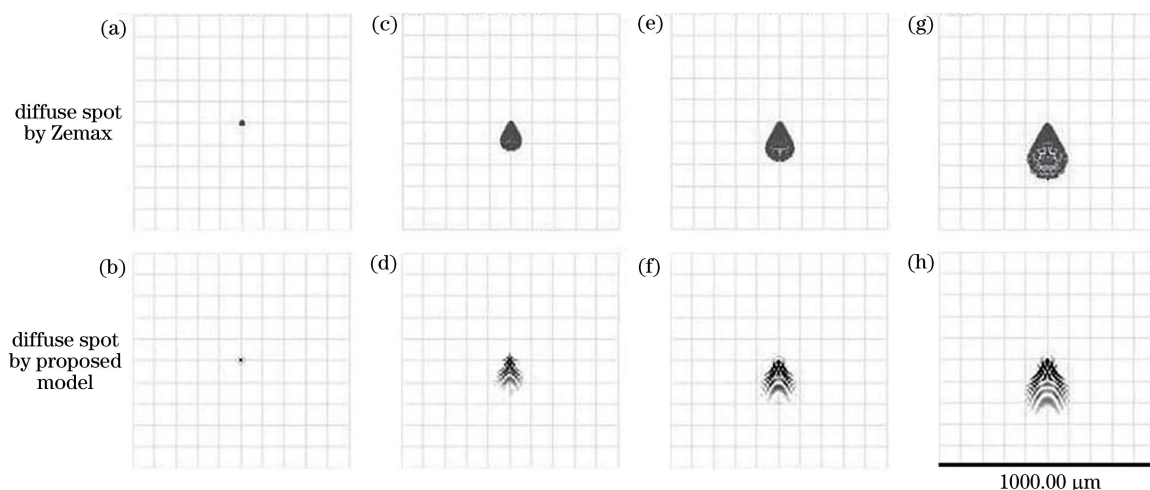 (a)
(c)
(e)
(g)
diffuse spot
by Zemax
(b)
(d)
(f)
(h)
diffuse spot
by proposed
model
1000.00 μm